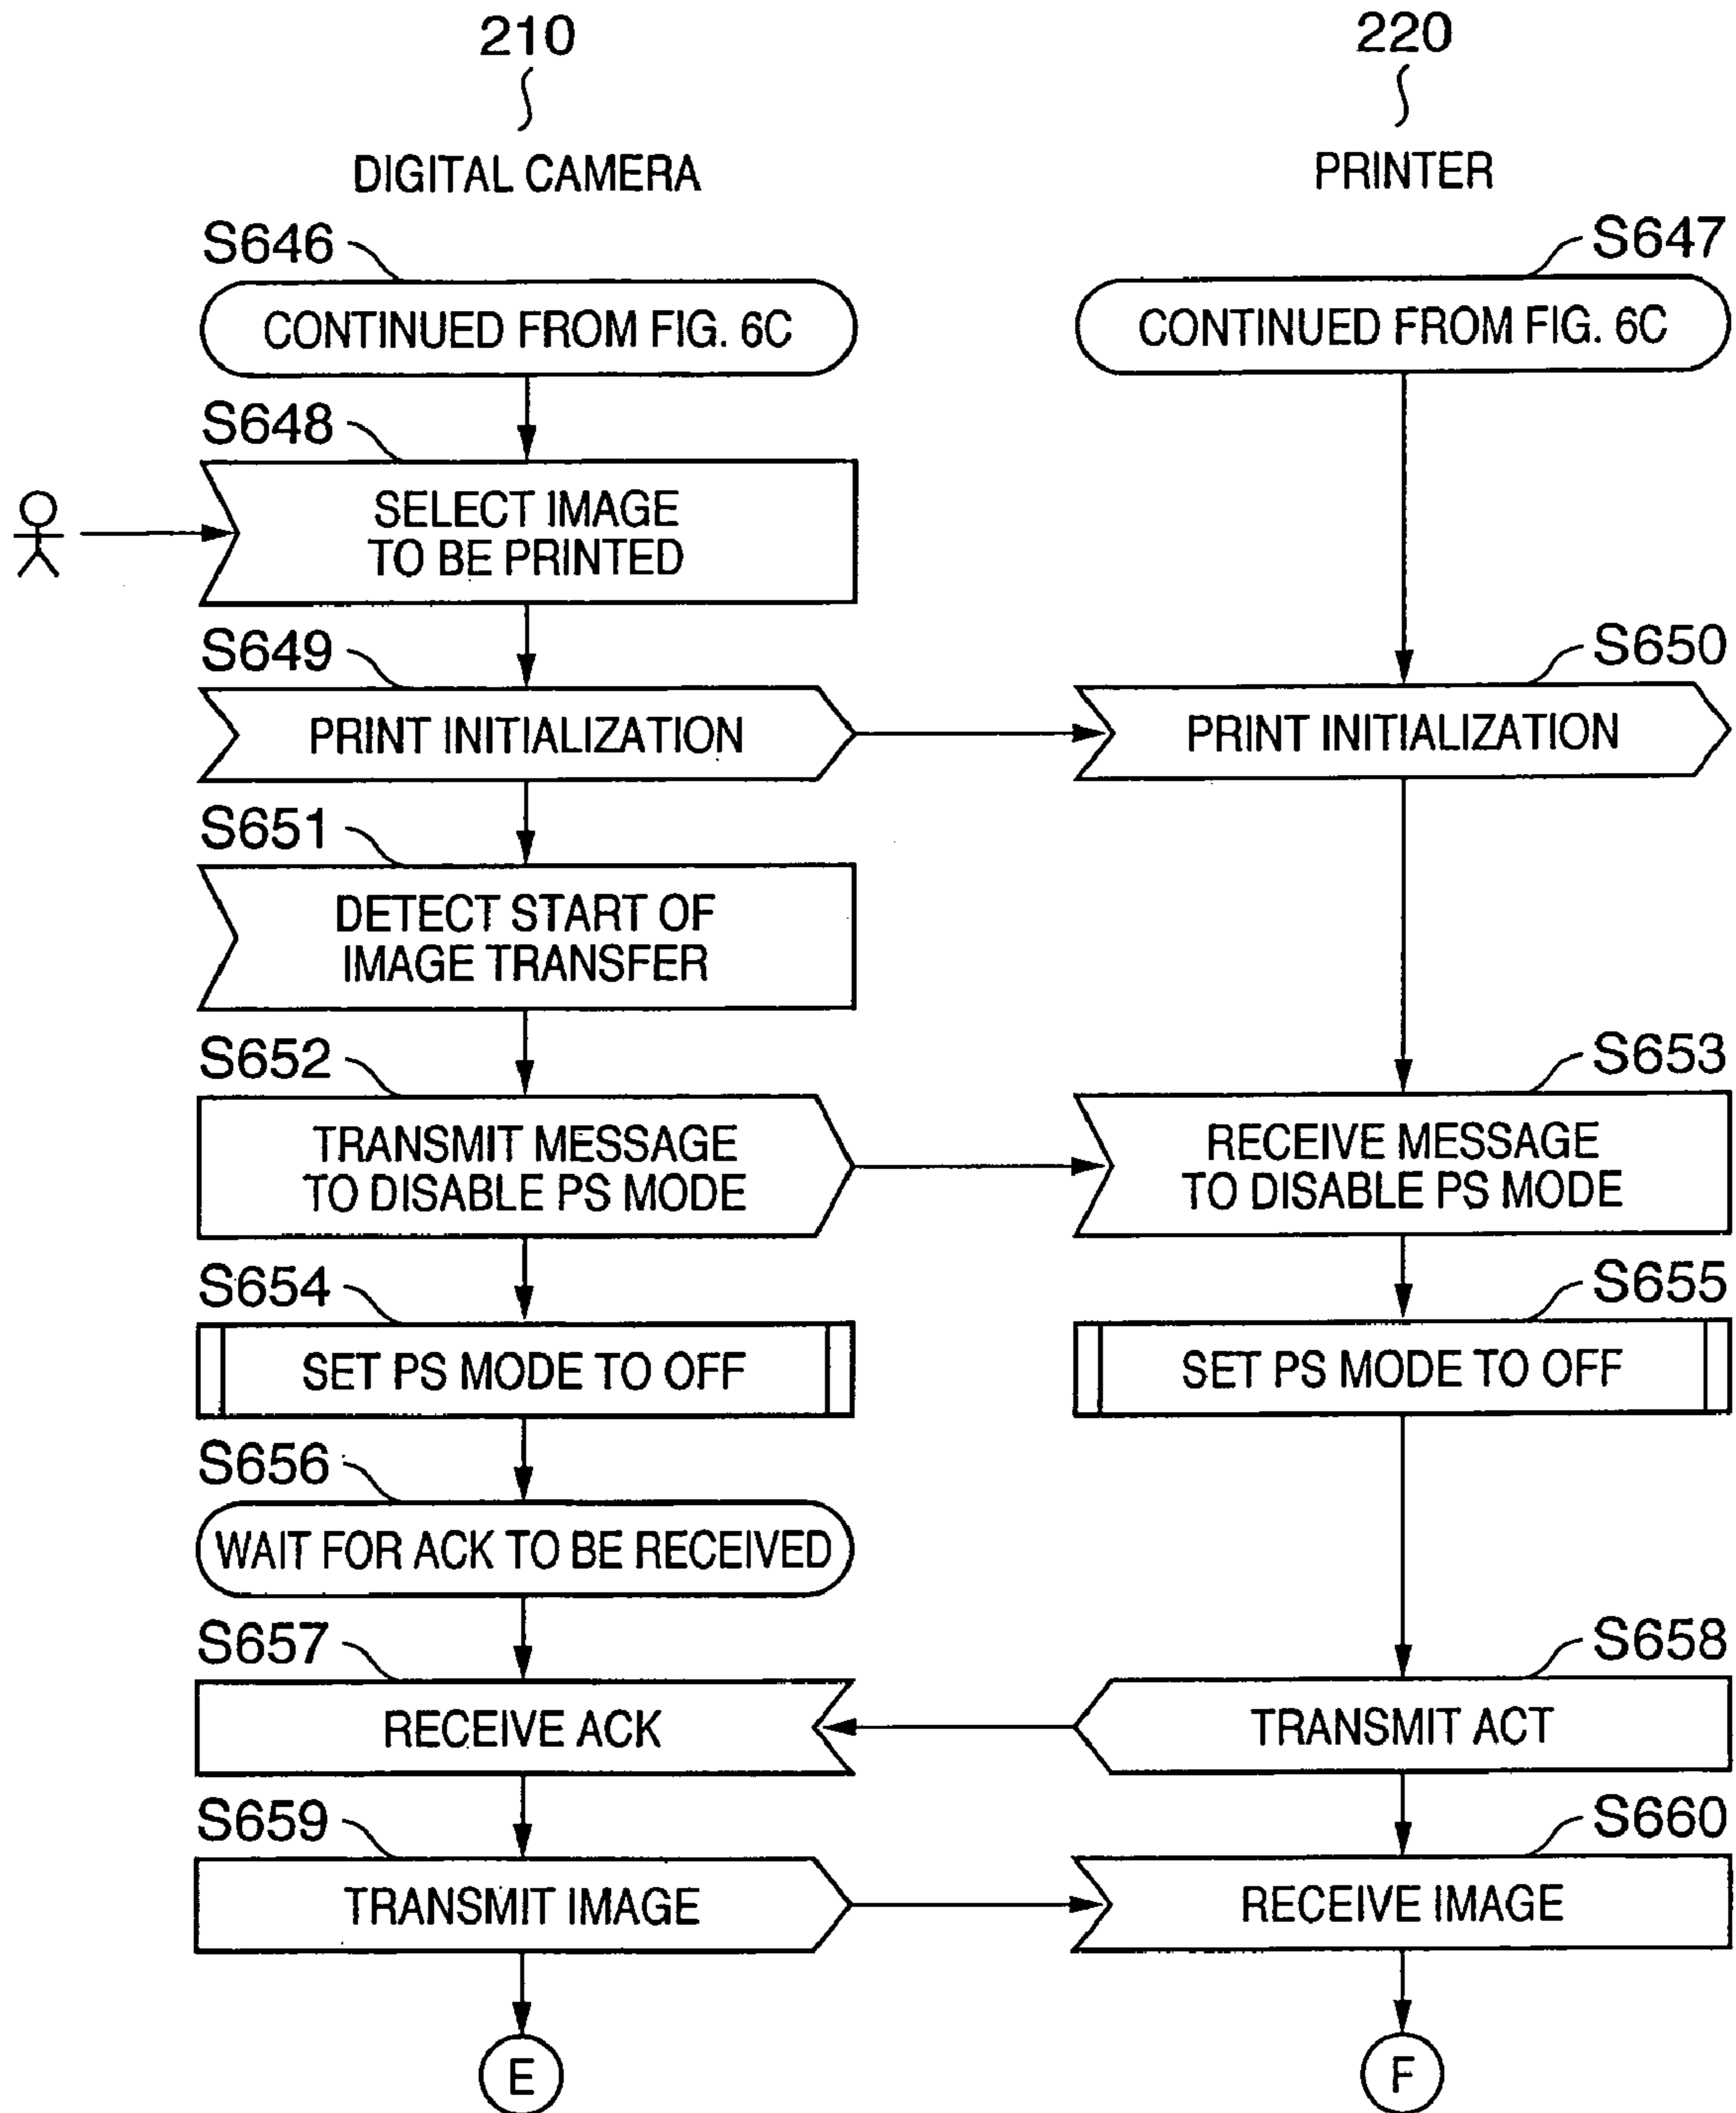 210
220
DIGITAL CAMERA
PRINTER
S646
S647
CONTINUED FROM FIG. 6C
CONTINUED FROM FIG. 6C
S648
SELECT IMAGE
TO BE PRINTED
S649
S650
PRINT INITIALIZATION
PRINT INITIALIZATION
S651
DETECT START OF
IMAGE TRANSFER
S652
S653
TRANSMIT MESSAGE
TO DISABLE PS MODE
RECEIVE MESSAGE
TO DISABLE PS MODE
S654
S655
SET PS MODE TO OFF
SET PS MODE TO OFF
S656
WAIT FOR ACK TO BE RECEIVED
S657
S658
RECEIVE ACK
TRANSMIT ACT
S659
S660
TRANSMIT IMAGE
RECEIVE IMAGE
E
F